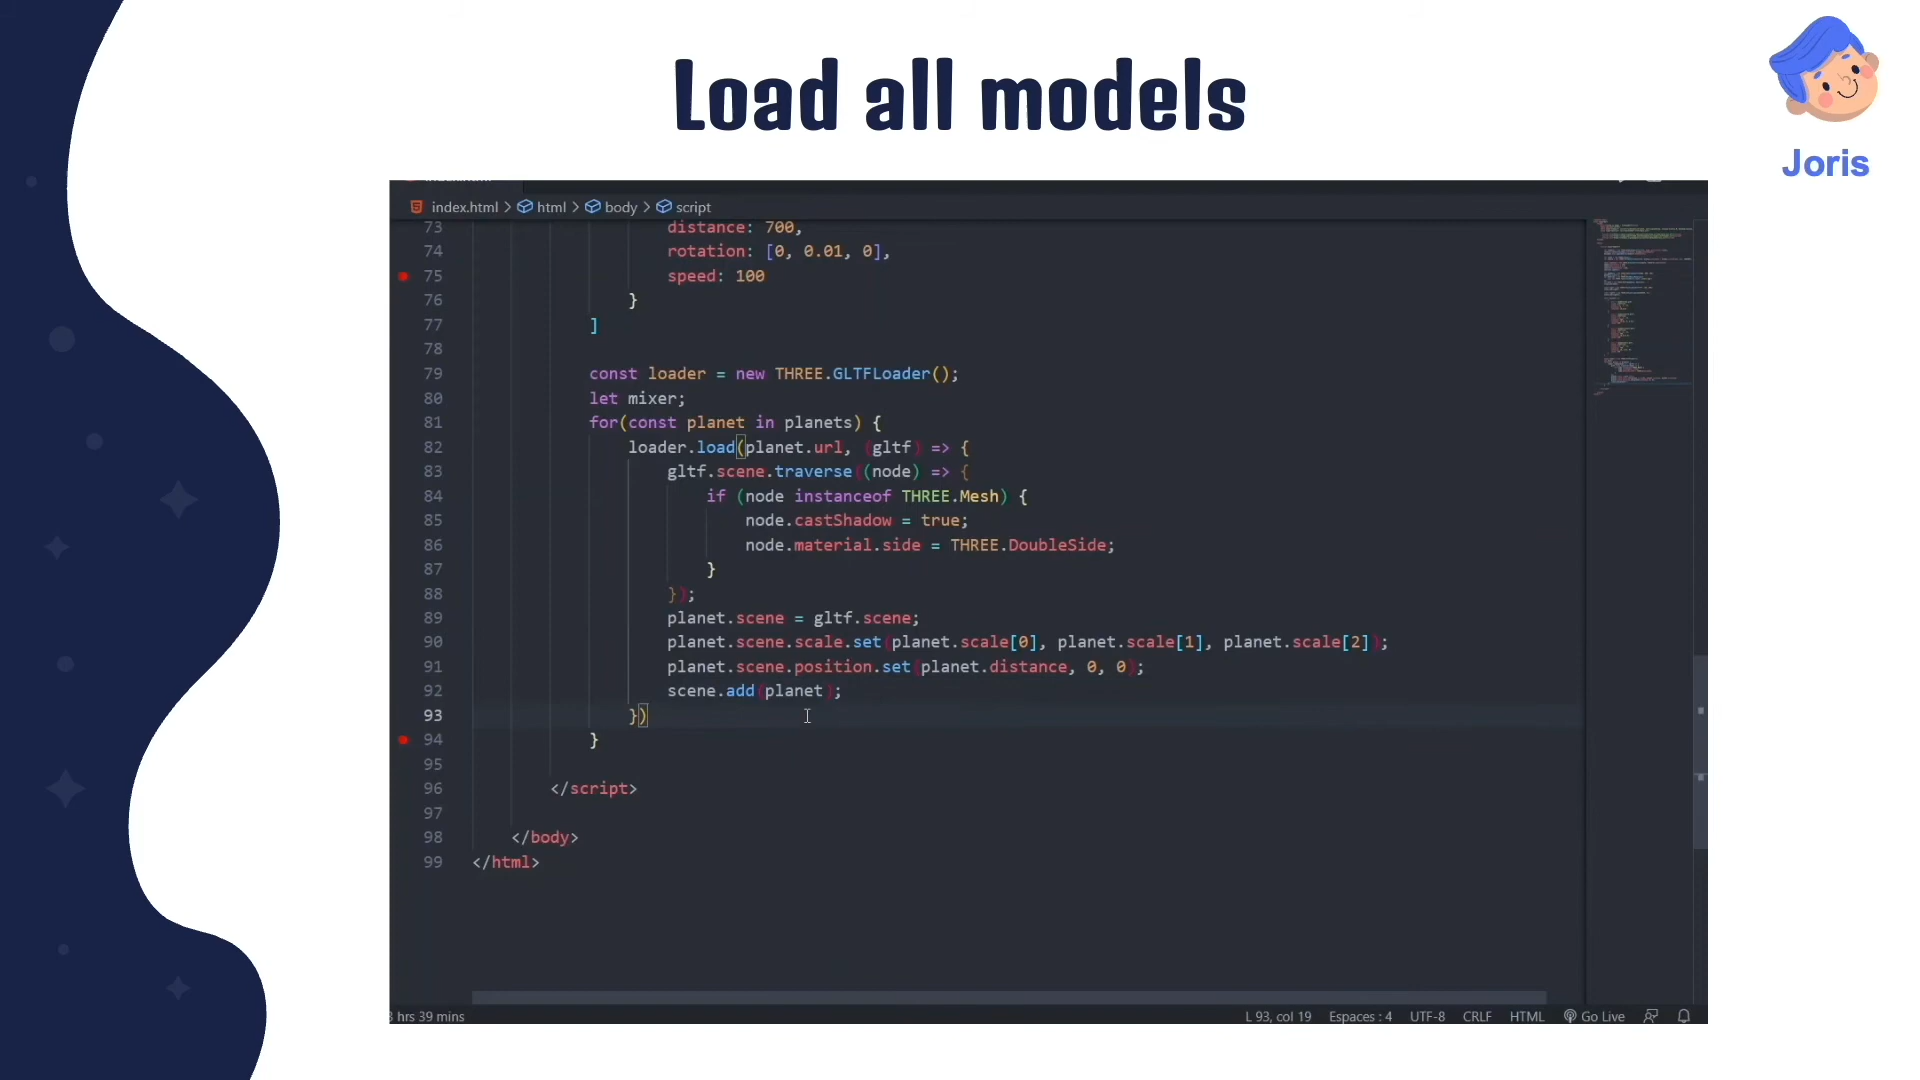 Load all models
Joris
index.html > html > body > script
73 distance: 700,
74 rotation: [0, 0.01, 0],
75 speed: 100
76 }
77 ]
78
79 const loader = new THREE.GLTFLoader();
80 let mixer;
81 for(const planet in planets) {
82 loader.load(planet.url, (gltf) => {
83 gltf.scene.traverse((node) => {
84 if (node instanceof THREE.Mesh) {
85 node.castShadow = true;
86 node.material.side = THREE.DoubleSide;
87 }
88 });
89 planet.scene = gltf.scene;
90 planet.scene.scale.set(planet.scale[0], planet.scale[1], planet.scale[2]);
91 planet.scene.position.set(planet.distance, 0, 0);
92 scene.add(planet);
93 })
94 }
95
96 </script>
97
98 </body>
99 </html>
3 hrs 39 mins L 93, col 19 Espaces : 4 UTF-8 CRLF HTML Go Live